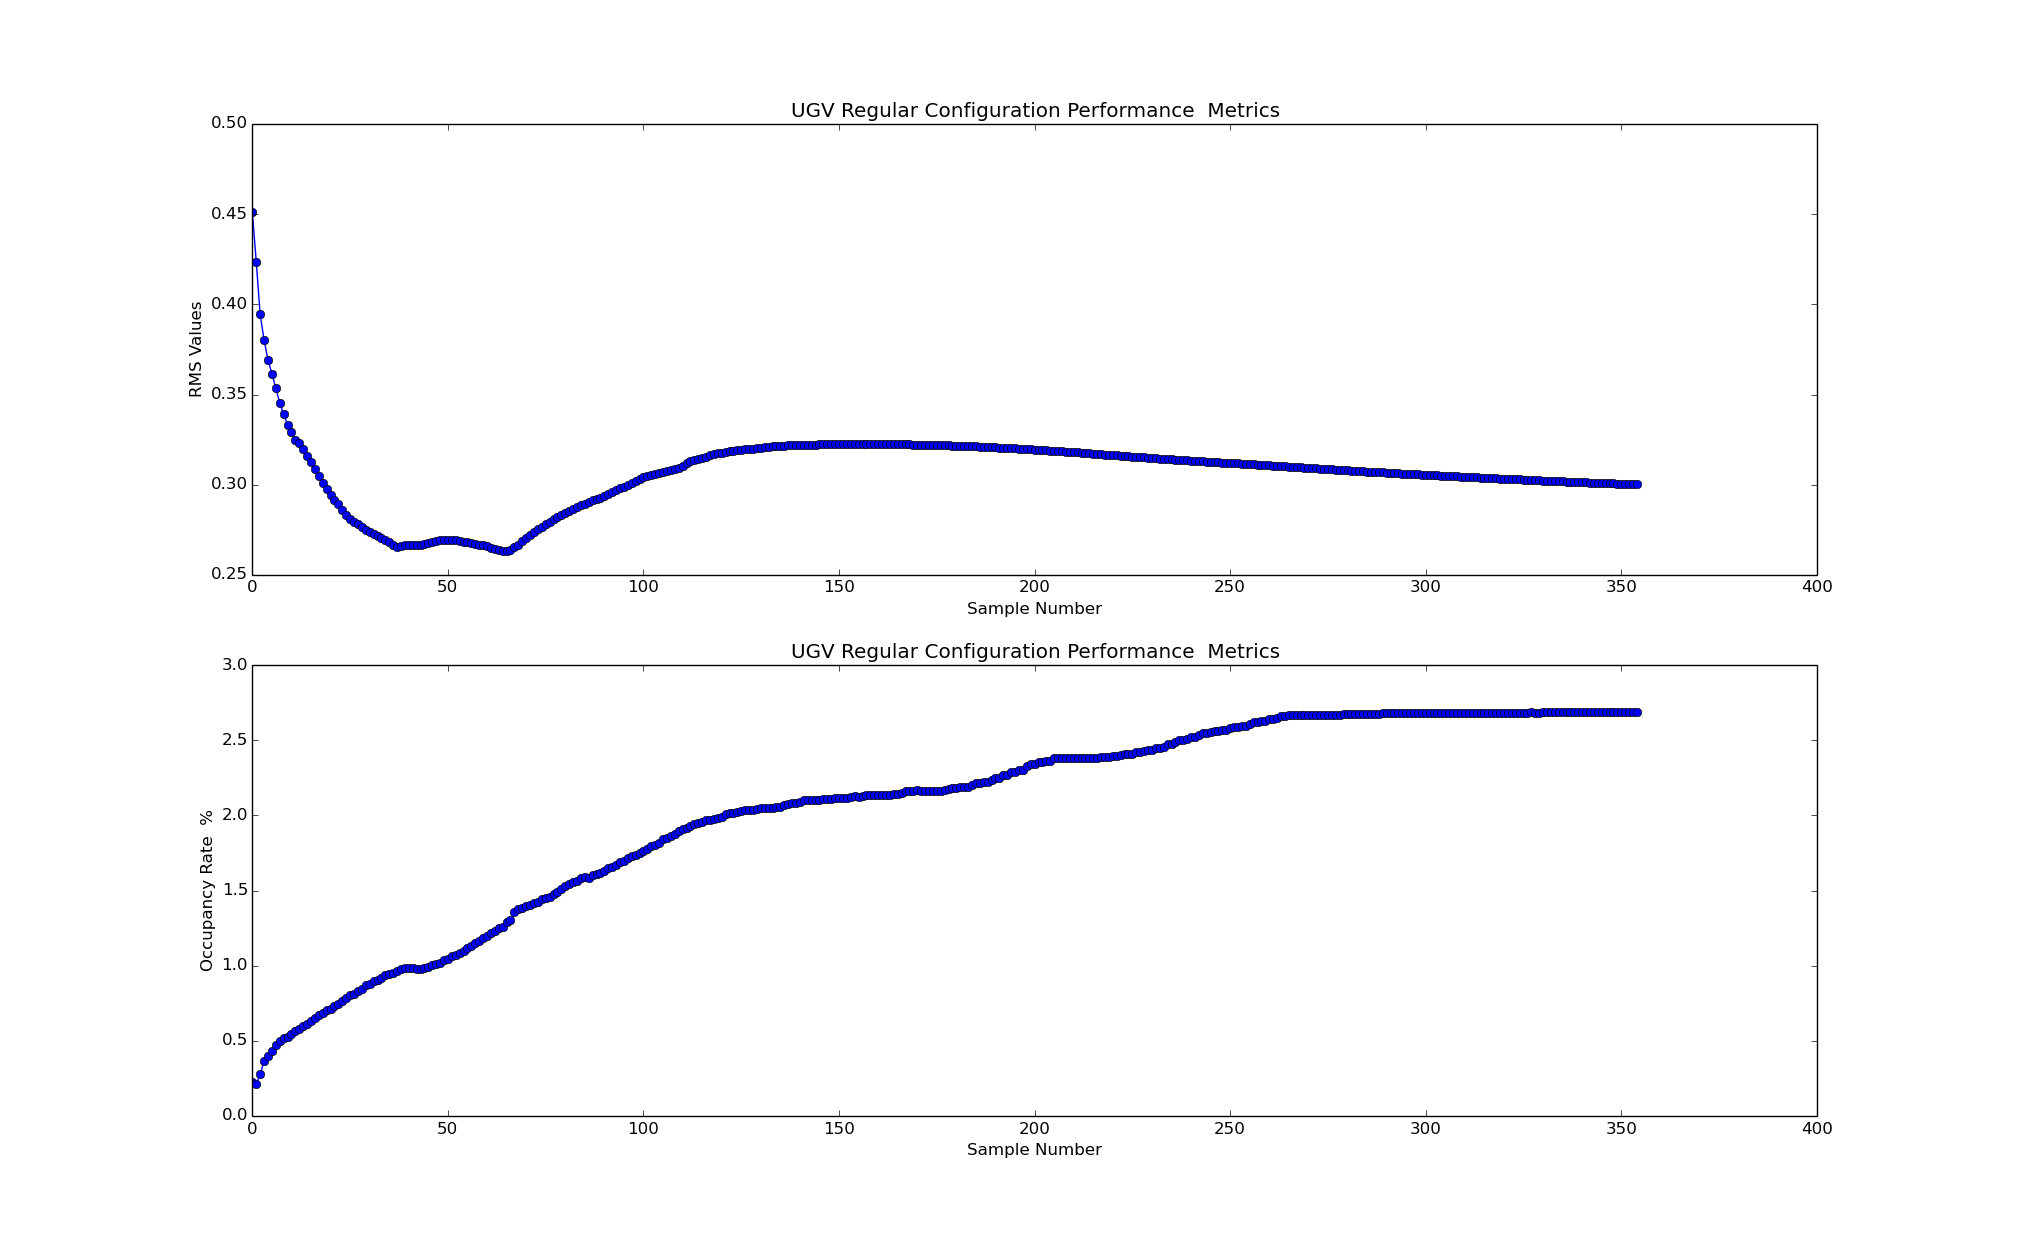 UGV Regular Configuration Performance  Metrics
0.50
0.45
0.40
0.35
0.30
0.25
RMS Values
0 50 100 150 200 250 300 350 400
Sample Number
UGV Regular Configuration Performance  Metrics
3.0
2.5
2.0
1.5
1.0
0.5
0.0
Occupancy Rate  %
0 50 100 150 200 250 300 350 400
Sample Number